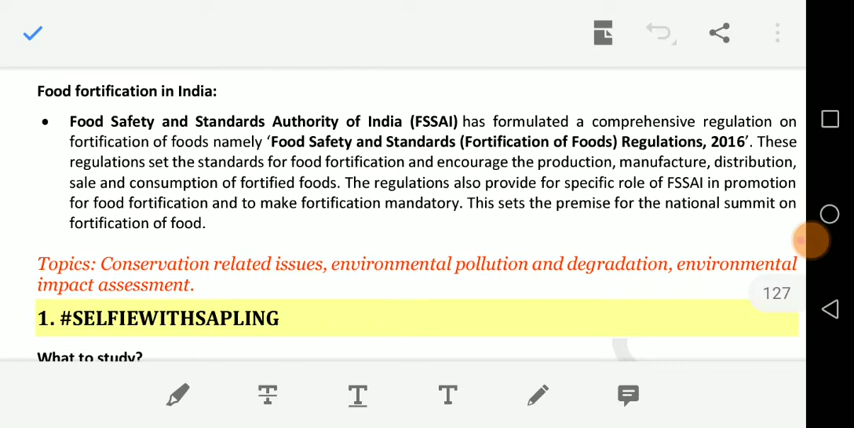 Food fortification in India:
• Food Safety and Standards Authority of India (FSSAI) has formulated a comprehensive regulation on
fortification of foods namely ‘Food Safety and Standards (Fortification of Foods) Regulations, 2016’. These
regulations set the standards for food fortification and encourage the production, manufacture, distribution,
sale and consumption of fortified foods. The regulations also provide for specific role of FSSAI in promotion
for food fortification and to make fortification mandatory. This sets the premise for the national summit on
fortification of food.
Topics: Conservation related issues, environmental pollution and degradation, environmental
impact assessment.
127
1. #SELFIEWITHSAPLING
What to study?
T
T
T